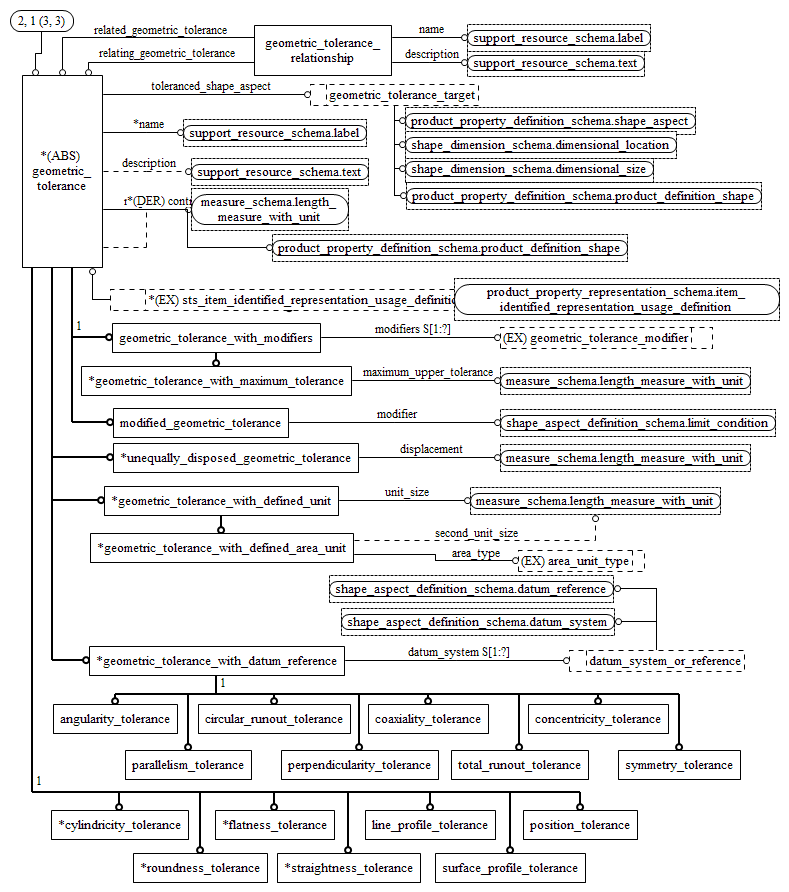 2, 1 (3, 3)
related_geometric_tolerance
relating_geometric_tolerance
geometric_tolerance_
relationship
name
support_resource_schema.label
description
support_resource_schema.text
*(ABS)
geometric_
tolerance
toleranced_shape_aspect
geometric_tolerance_target
product_property_definition_schema.shape_aspect
shape_dimension_schema.dimensional_location
shape_dimension_schema.dimensional_size
product_property_definition_schema.product_definition_shape
*name
support_resource_schema.label
description
support_resource_schema.text
r*(DER) contr
measure_schema.length_
measure_with_unit
product_property_definition_schema.product_definition_shape
*(EX) sts_item_identified_representation_usage_definitio
product_property_representation_schema.item_
identified_representation_usage_definition
1
geometric_tolerance_with_modifiers
modifiers S[1:?]
(EX) geometric_tolerance_modifier
*geometric_tolerance_with_maximum_tolerance
maximum_upper_tolerance
measure_schema.length_measure_with_unit
modified_geometric_tolerance
modifier
shape_aspect_definition_schema.limit_condition
*unequally_disposed_geometric_tolerance
displacement
measure_schema.length_measure_with_unit
*geometric_tolerance_with_defined_unit
unit_size
measure_schema.length_measure_with_unit
*geometric_tolerance_with_defined_area_unit
second_unit_size
area_type
(EX) area_unit_type
shape_aspect_definition_schema.datum_reference
shape_aspect_definition_schema.datum_system
*geometric_tolerance_with_datum_reference
datum_system S[1:?]
datum_system_or_reference
1
angularity_tolerance
circular_runout_tolerance
coaxiality_tolerance
concentricity_tolerance
parallelism_tolerance
perpendicularity_tolerance
total_runout_tolerance
symmetry_tolerance
1
*cylindricity_tolerance
*flatness_tolerance
line_profile_tolerance
position_tolerance
*roundness_tolerance
*straightness_tolerance
surface_profile_tolerance